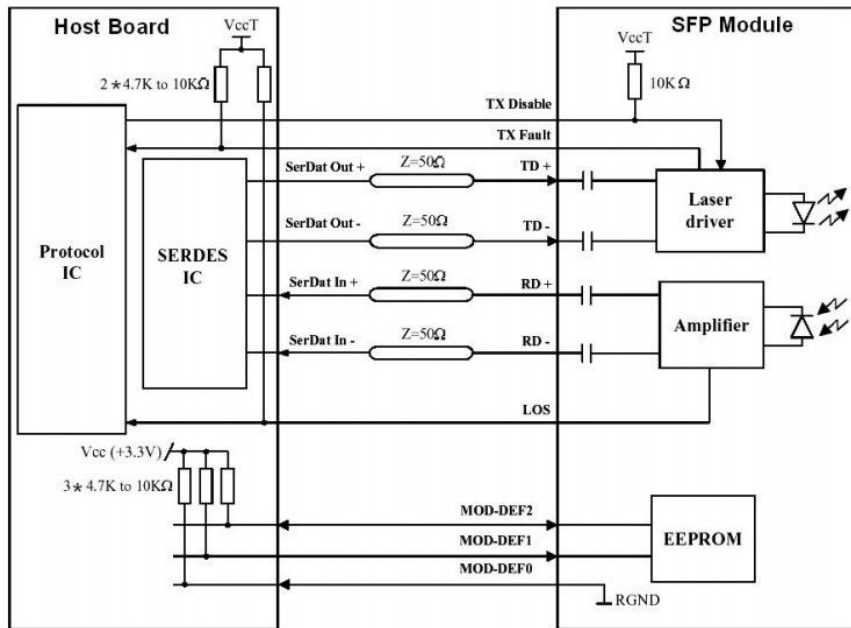 Host Board
VccT
2*4.7K to 10KΩ
SFP Module
VccT
10KΩ
TX Disable
TX Fault
SerDat Out +
Z=50Ω
TD +
SerDat Out -
Z=50Ω
TD -
SerDat In +
Z=50Ω
RD +
SerDat In -
Z=50Ω
RD -
Protocol
IC
SERDES
IC
Laser
driver
Amplifier
LOS
Vcc (+3.3V)
3*4.7K to 10KΩ
MOD-DEF2
MOD-DEF1
MOD-DEF0
EEPROM
RGND